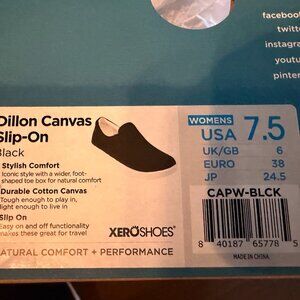 facebook
twitte
instagra
youtu
pinter
Dillon Canvas
Slip-On
Black
Stylish Comfort
Iconic style with a wider, foot-
shaped toe box for natural comfort
Durable Cotton Canvas
Tough enough to play in,
light enough to live in
Slip On
Easy on and off functionality
makes these great for travel
XEROSHOES
NATURAL COMFORT + PERFORMANCE
WOMENS
USA 7.5
UK/GB 6
EURO 38
JP 24.5
CAPW-BLCK
8 40187 65778 5
MADE IN CHINA